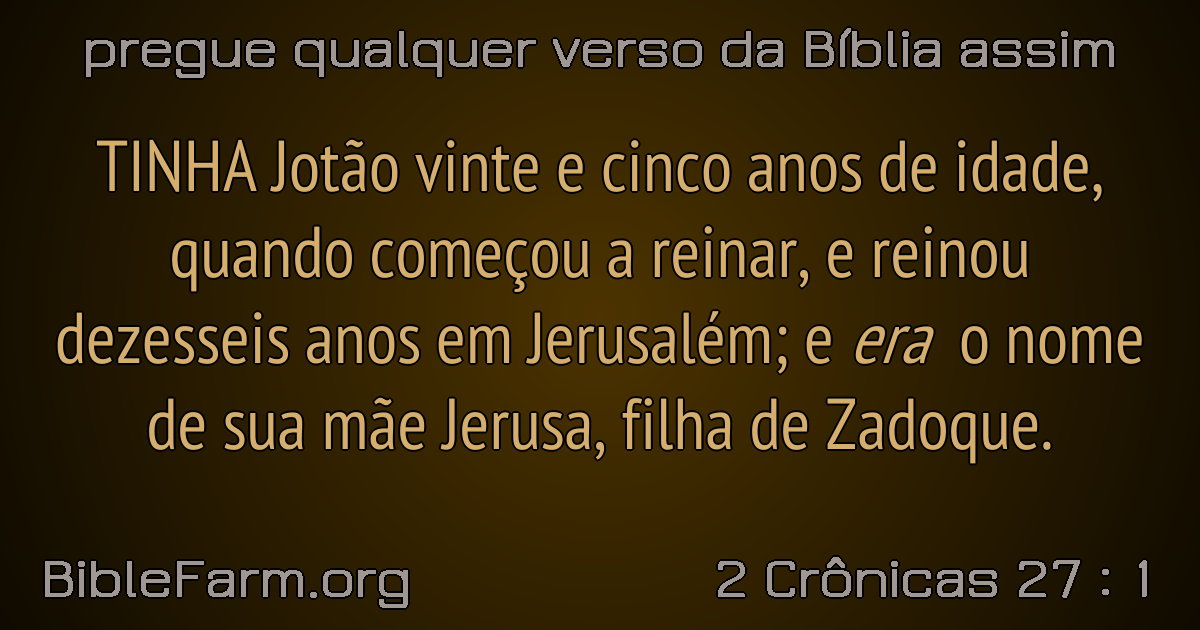 pregue qualquer verso da Bíblia assim
TINHA Jotão vinte e cinco anos de idade,
quando começou a reinar, e reinou
dezesseis anos em Jerusalém; e era o nome
de sua mãe Jerusa, filha de Zadoque.
BibleFarm.org
2 Crônicas 27 : 1